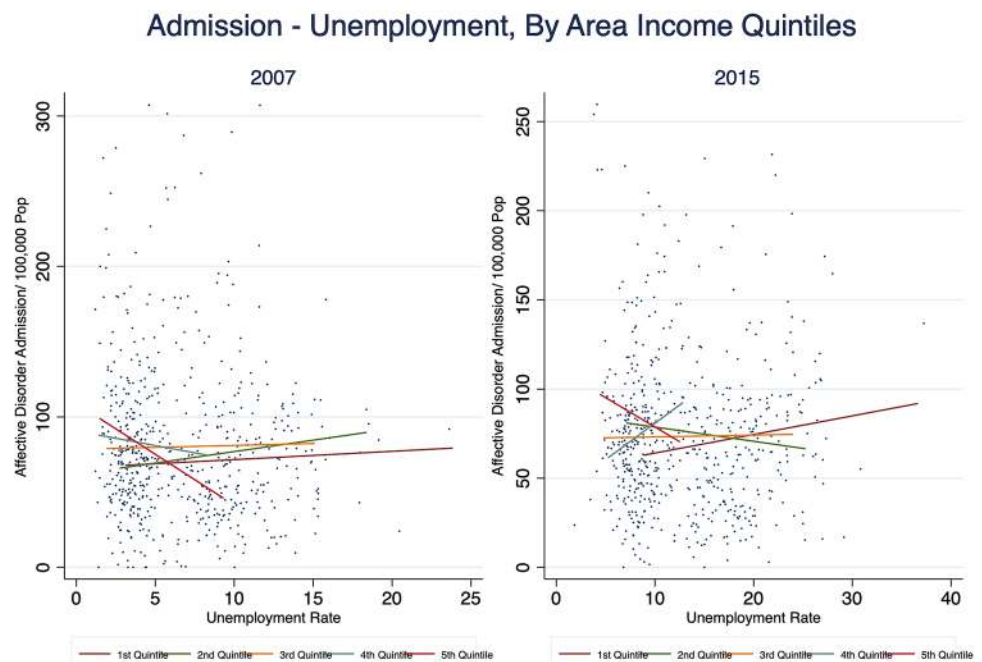 Admission - Unemployment, By Area Income Quintiles
2007
Affective Disorder Admission/ 100,000 Pop
300
200
100
0
0 5 10 15 20 25
Unemployment Rate
1st Quintile 2nd Quintile 3rd Quintile 4th Quintile 5th Quintile
2015
Affective Disorder Admission/ 100,000 Pop
250
200
150
100
50
0
0 10 20 30 40
Unemployment Rate
1st Quintile 2nd Quintile 3rd Quintile 4th Quintile 5th Quintile